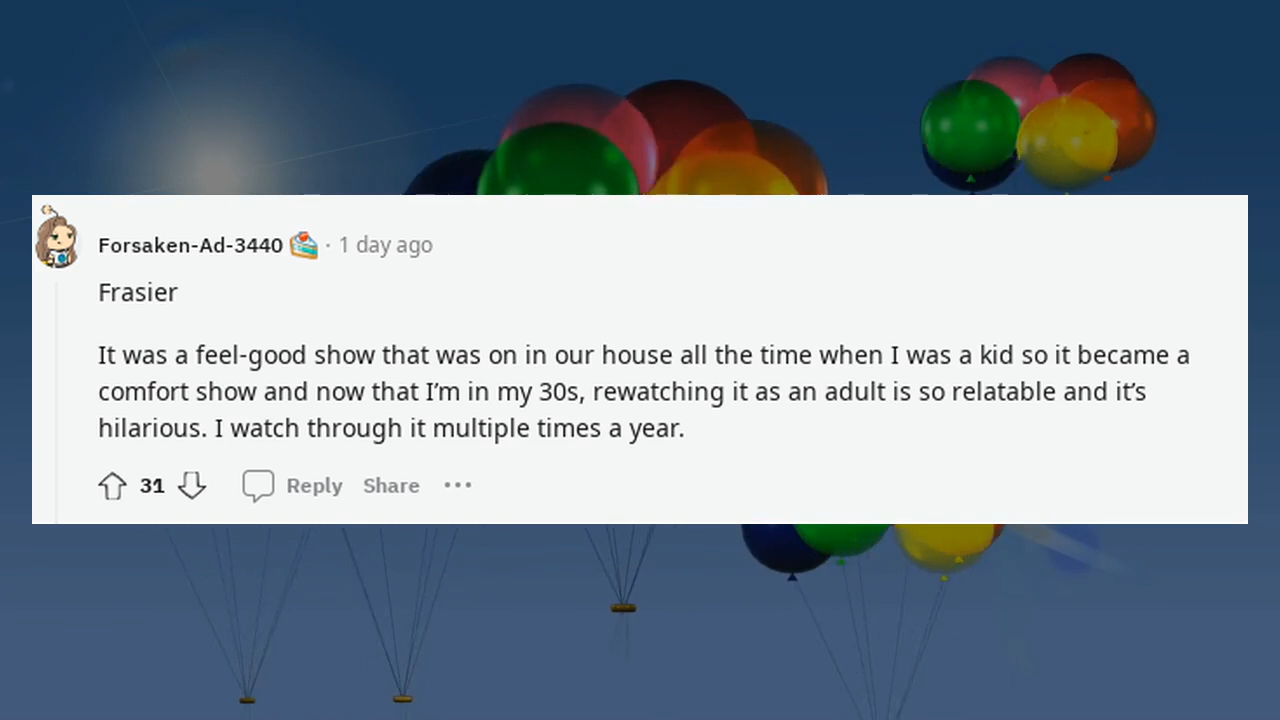 Forsaken-Ad-3440 · 1 day ago
Frasier
It was a feel-good show that was on in our house all the time when I was a kid so it became a
comfort show and now that I’m in my 30s, rewatching it as an adult is so relatable and it’s
hilarious. I watch through it multiple times a year.
31 Reply Share ···